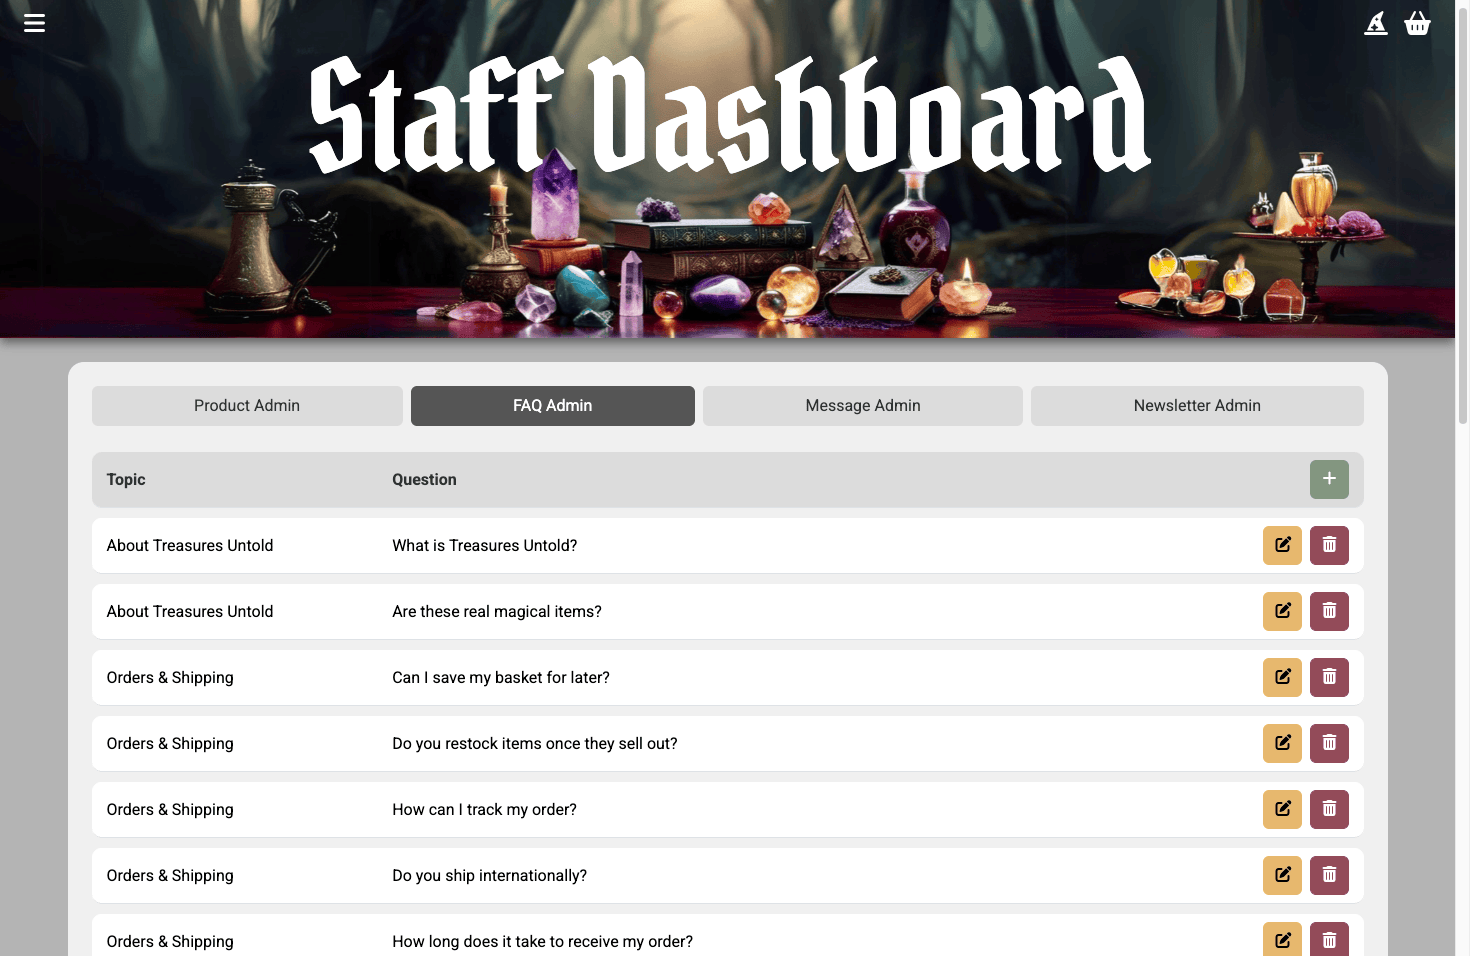 Staff Dashboard
Product Admin
FAQ Admin
Message Admin
Newsletter Admin
Topic Question
About Treasures Untold What is Treasures Untold?
About Treasures Untold Are these real magical items?
Orders & Shipping Can I save my basket for later?
Orders & Shipping Do you restock items once they sell out?
Orders & Shipping How can I track my order?
Orders & Shipping Do you ship internationally?
Orders & Shipping How long does it take to receive my order?